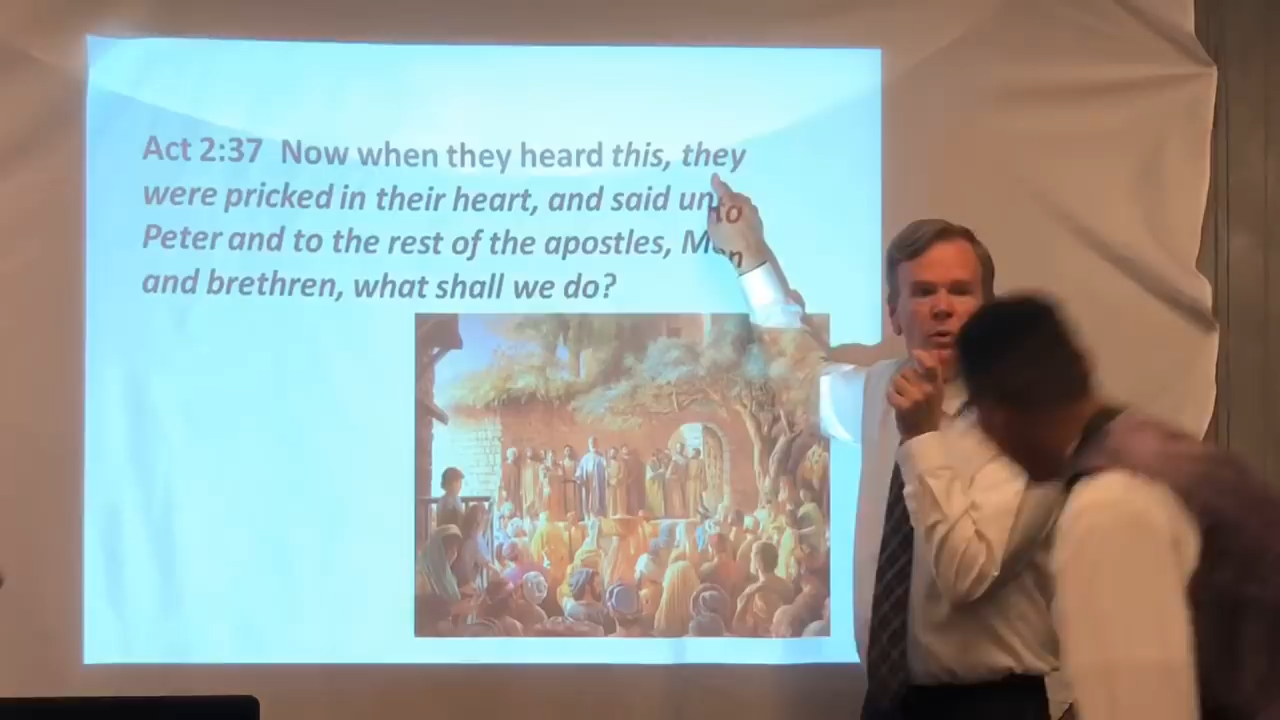 Act 2:37 Now when they heard this, they
were pricked in their heart, and said unto
Peter and to the rest of the apostles, Men
and brethren, what shall we do?